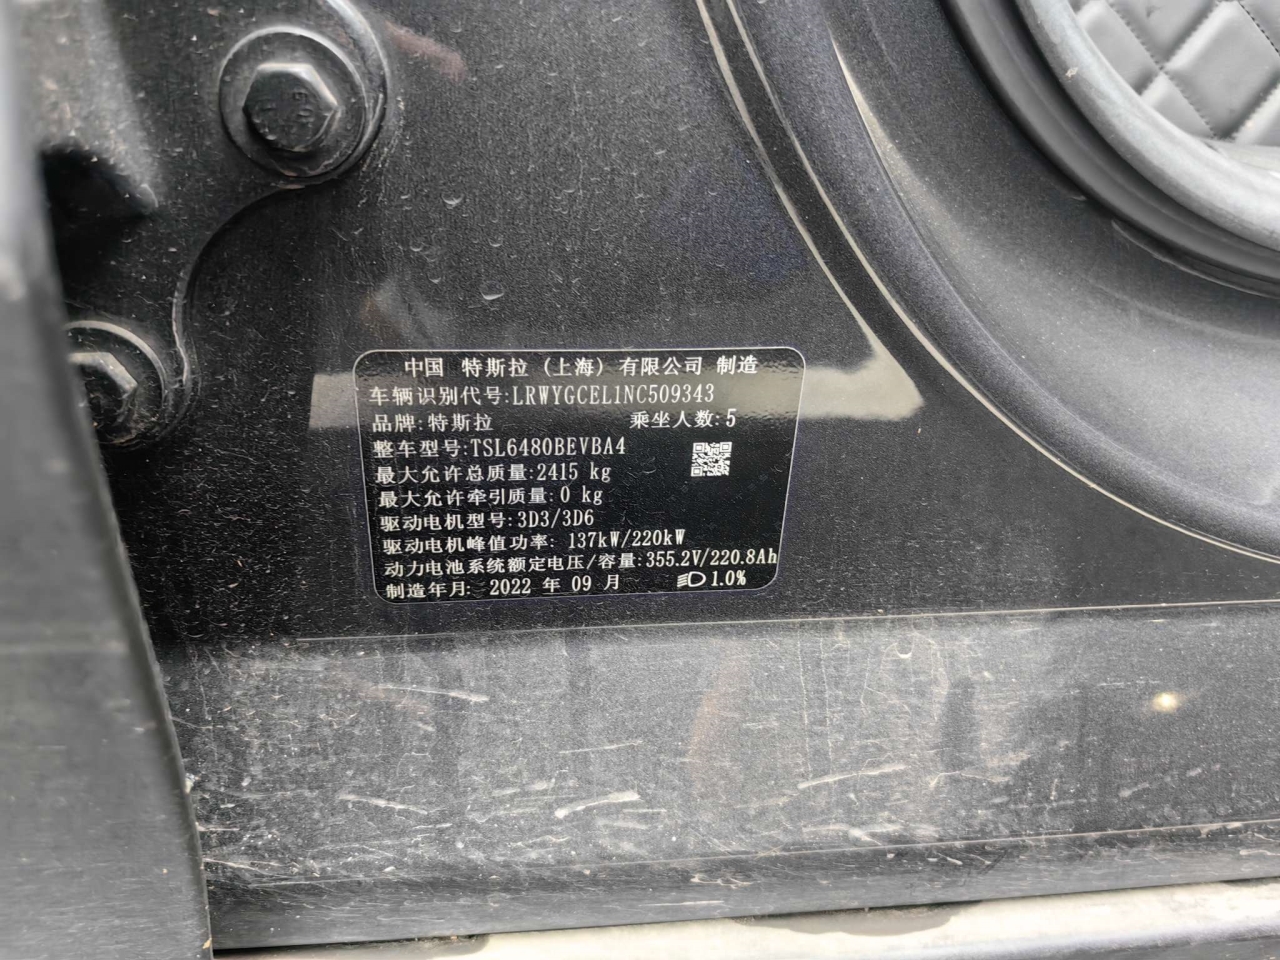 中国 特斯拉（上海）有限公司 制造
车辆识别代号:LRWYGCEL1NC509343
品牌:特斯拉 乘坐人数:5
整车型号:TSL6480BEVBA4
最大允许总质量:2415 kg
最大允许牵引质量:0 kg
驱动电机型号:3D3/3D6
驱动电机峰值功率: 137kW/220kW
动力电池系统额定电压/容量:355.2V/220.8Ah
制造年月: 2022 年 09 月 1.0%